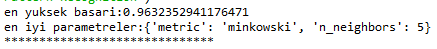 en yuksek basari:0.9632352941176471
en iyi parametreler:{'metric': 'minkowski', 'n_neighbors': 5}
******************************